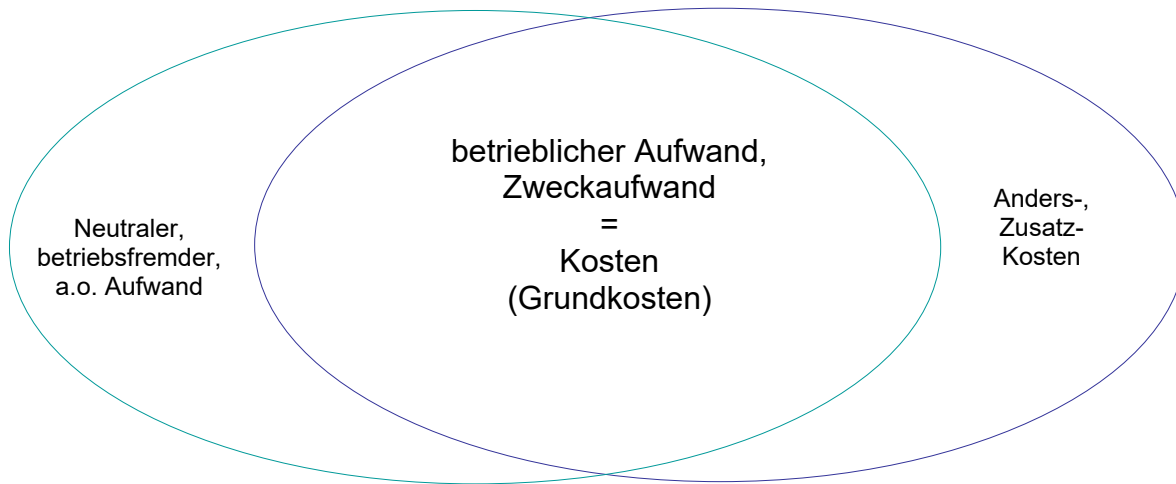 Neutraler,
betriebsfremder,
a.o. Aufwand
betrieblicher Aufwand,
Zweckaufwand
=
Kosten
(Grundkosten)
Anders-,
Zusatz-
Kosten